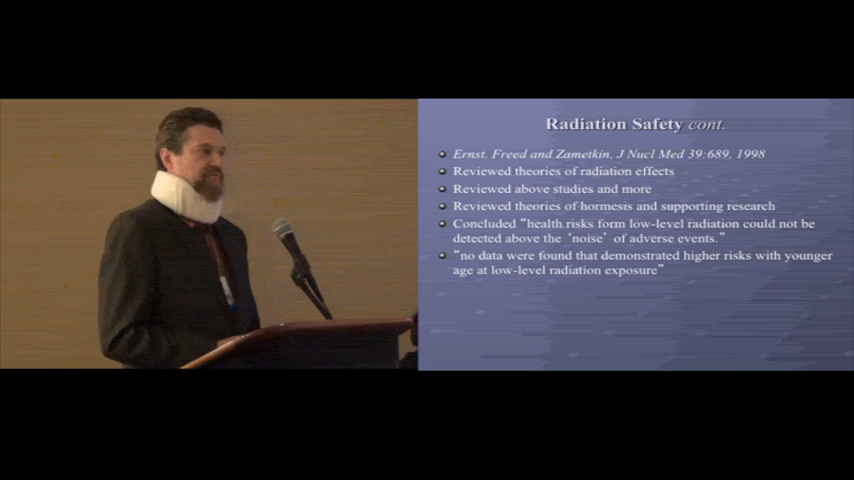 Radiation Safety cont.
Ernst. Freed and Zametkin, J Nucl Med 39:689, 1998
Reviewed theories of radiation effects
Reviewed above studies and more
Reviewed theories of hormesis and supporting research
Concluded “health risks form low-level radiation could not be
detected above the ‘noise’ of adverse events.”
“no data were found that demonstrated higher risks with younger
age at low-level radiation exposure”